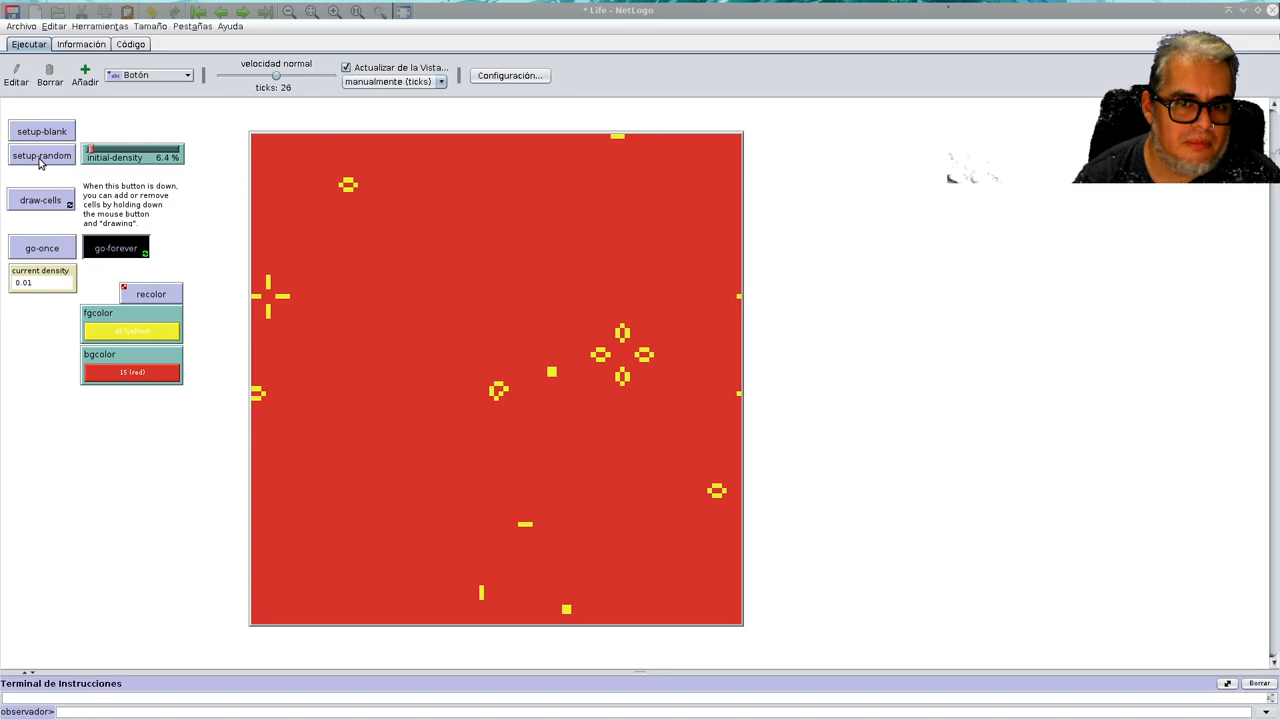 * Life - NetLogo
Archivo Editar Herramientas Tamaño Pestañas Ayuda
Ejecutar Información Código
Editar Borrar Añadir
abc Botón
velocidad normal
ticks: 26
Actualizar de la Vista...
manualmente (ticks)
Configuración...
setup-blank
setup-random
initial-density 6.4 %
draw-cells
When this button is down,
you can add or remove
cells by holding down
the mouse button
and "drawing".
go-once
go-forever
current density
0.01
recolor
fgcolor
45 (yellow)
bgcolor
15 (red)
Terminal de Instrucciones
Borrar
observador>